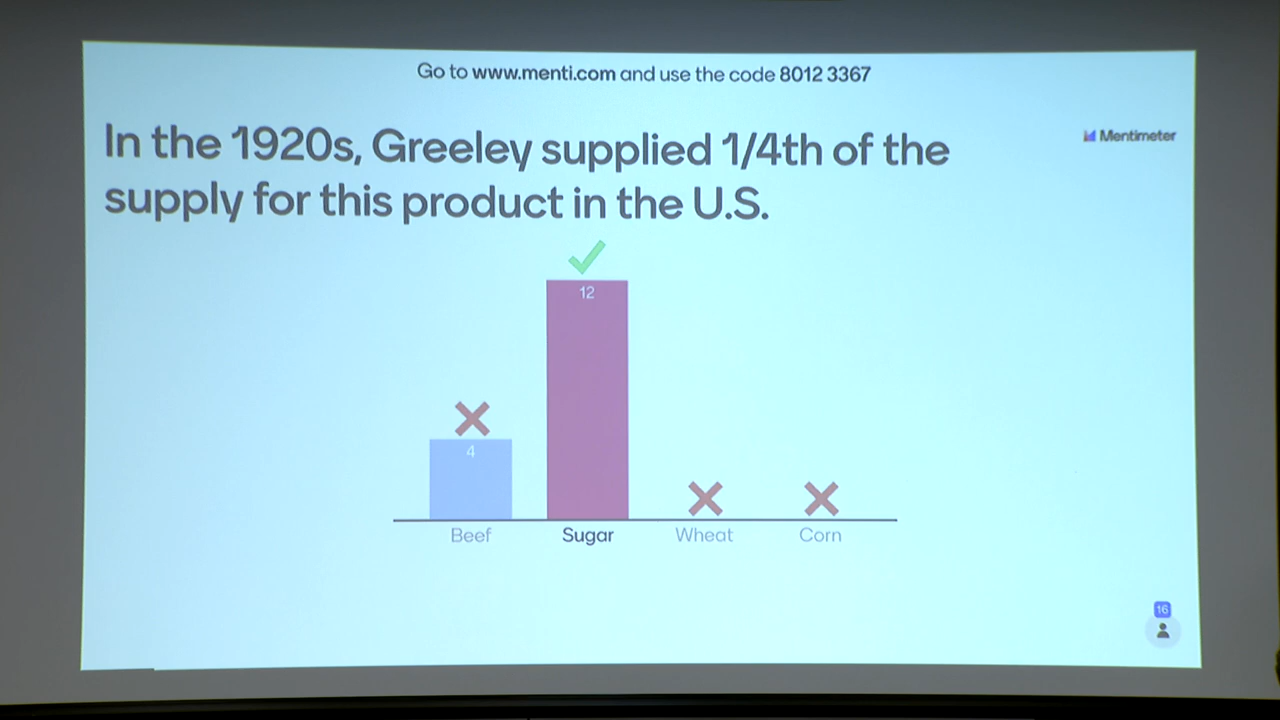 Go to www.menti.com and use the code 8012 3367
In the 1920s, Greeley supplied 1/4th of the
supply for this product in the U.S.
Mentimeter
12
4
Beef
Sugar
Wheat
Corn
16